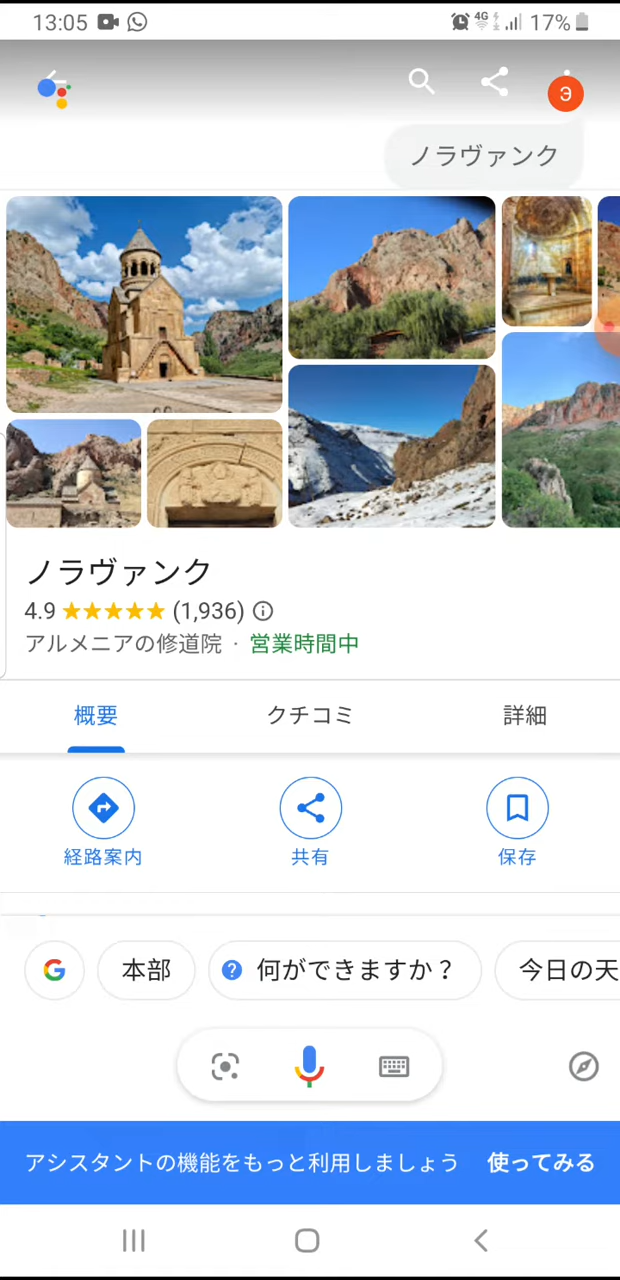 13:05 4G 17%
Э
ノラヴァンク
ノラヴァンク
4.9 (1,936)
アルメニアの修道院 · 営業時間中
概要 クチコミ 詳細
経路案内 共有 保存
本部 何ができますか？ 今日の天
アシスタントの機能をもっと利用しましょう 使ってみる